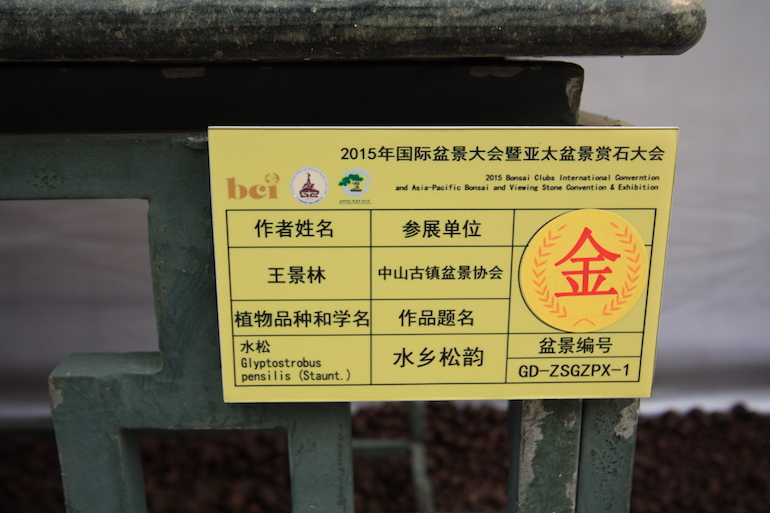 2015年国际盆景大会暨亚太盆景赏石大会
2015 Bonsai Clubs International Converntion
and Asia-Pacific Bonsai and Viewing Stone Convention & Exhibition
bci
作者姓名 参展单位
王景林 中山古镇盆景协会
金
植物品种和学名 作品题名
水松
Glyptostrobus
pensilis (Staunt.)
水乡松韵
盆景编号
GD-ZSGZPX-1